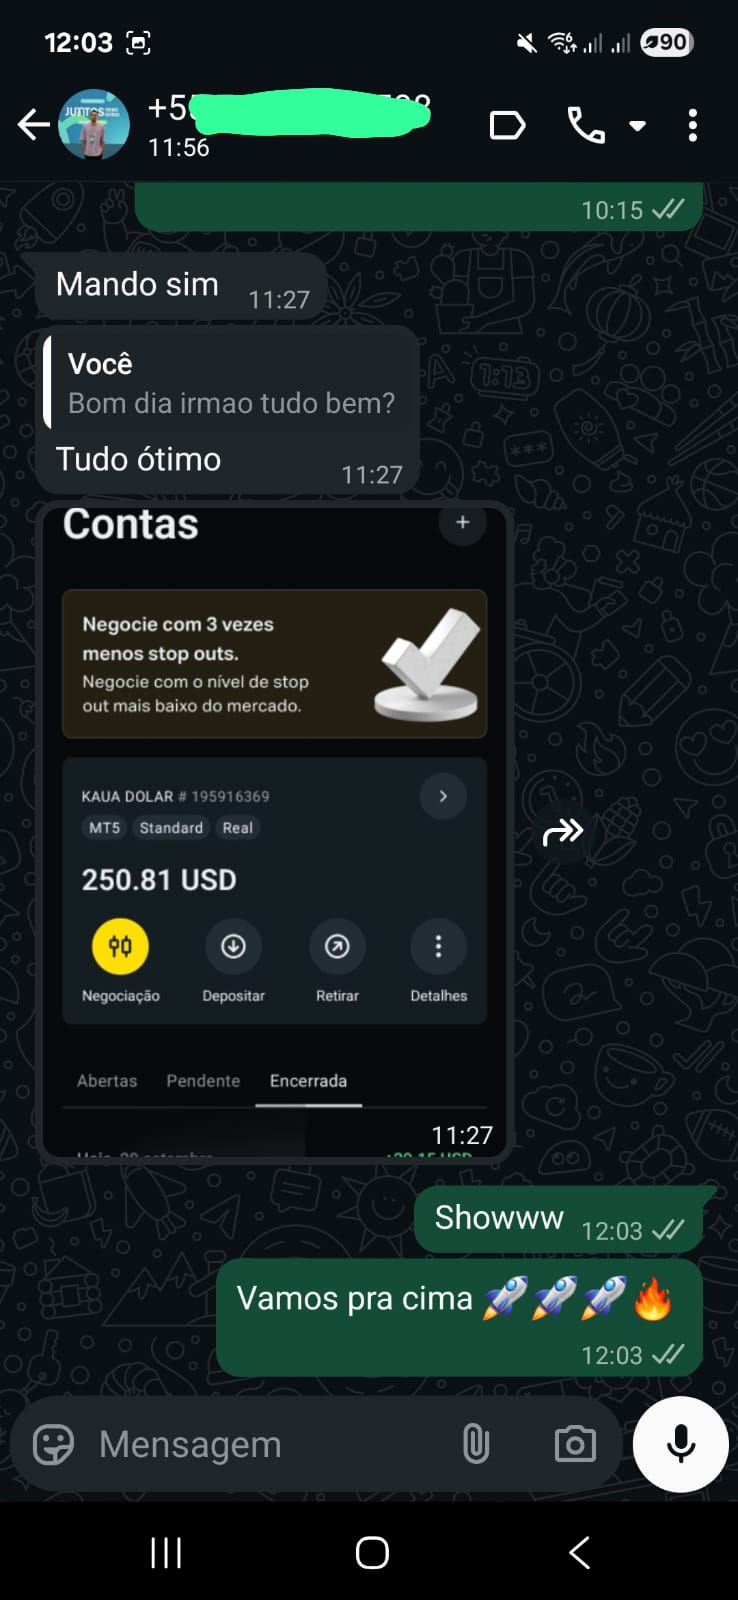 12:03
90
JUNTOS
+5
11:56
10:15
Mando sim 11:27
Você
Bom dia irmao tudo bem?
Tudo ótimo 11:27
Contas
+
Negocie com 3 vezes
menos stop outs.
Negocie com o nível de stop
out mais baixo do mercado.
KAUA DOLAR # 195916369
MT5 Standard Real
250.81 USD
Negociação Depositar Retirar Detalhes
Abertas Pendente Encerrada
11:27
Showww 12:03
Vamos pra cima 🚀🚀🚀🔥
12:03
Mensagem